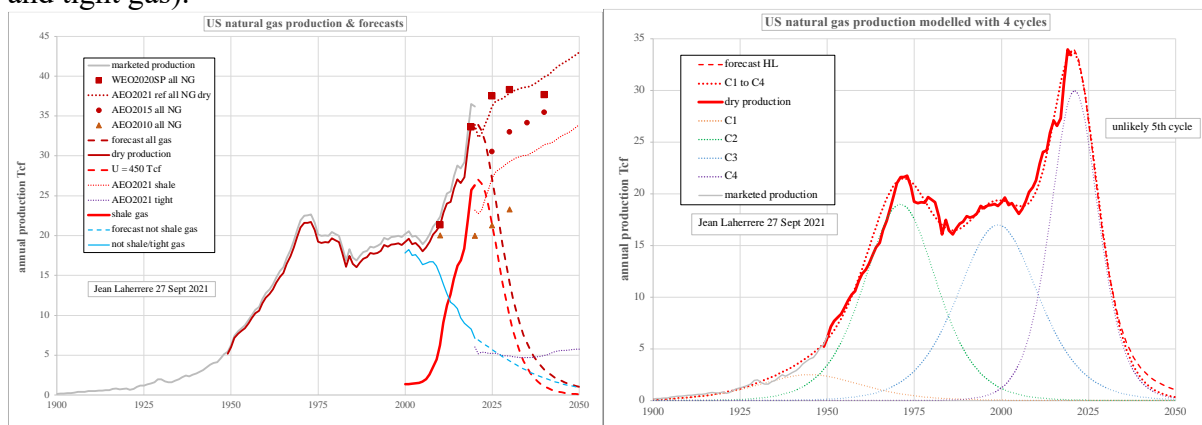 and tight gas).
US natural gas production & forecasts
annual production Tcf
45
40
35
30
25
20
15
10
5
0
1900
1925
1950
1975
2000
2025
2050
marketed production
WEO2020SP all NG
AEO2021 ref all NG dry
AEO2015 all NG
AEO2010 all NG
forecast all gas
dry production
U = 450 Tcf
AEO2021 shale
AEO2021 tight
shale gas
forecast not shale gas
not shale/tight gas
Jean Laherrere 27 Sept 2021
US natural gas production modelled with 4 cycles
annual production Tcf
40
35
30
25
20
15
10
5
0
1900
1925
1950
1975
2000
2025
2050
forecast HL
C1 to C4
dry production
C1
C2
C3
C4
marketed production
unlikely 5th cycle
Jean Laherrere 27 Sept 2021